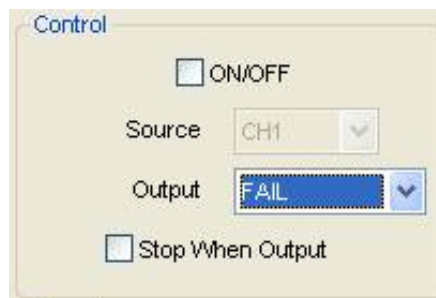 Control
ON/OFF
Source CH1
Output FAIL
Stop When Output